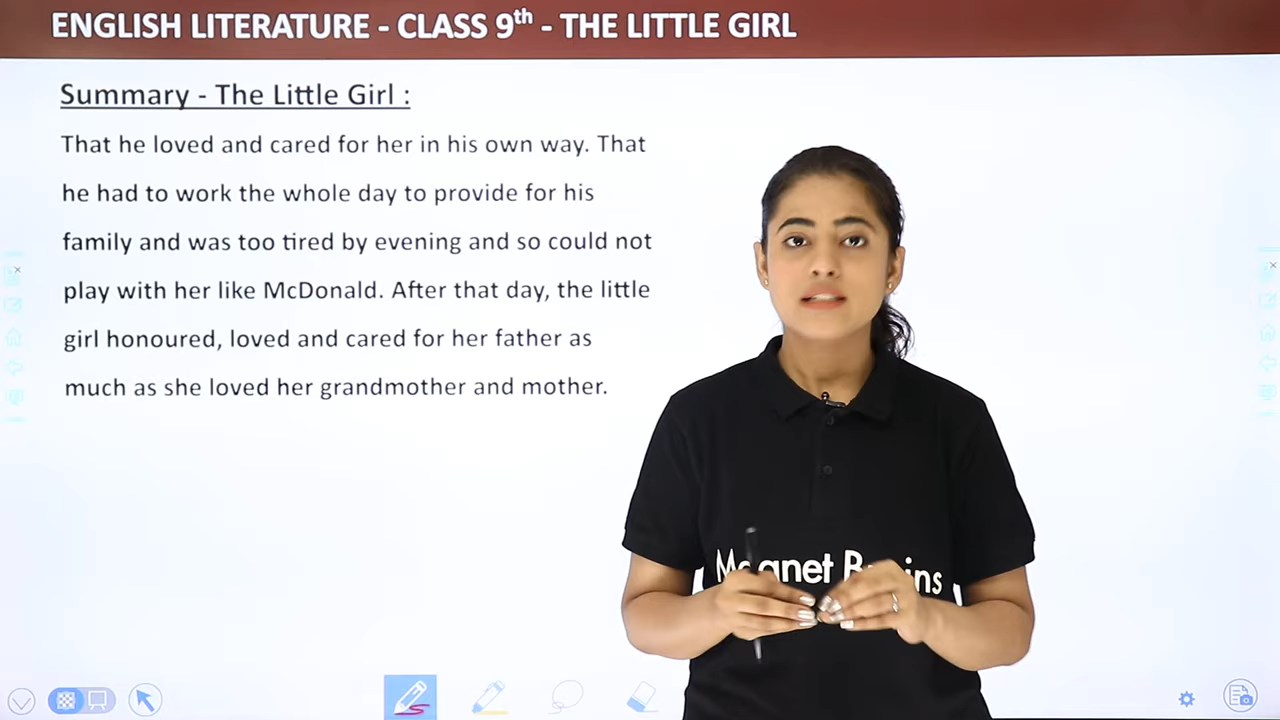 ENGLISH LITERATURE - CLASS 9th - THE LITTLE GIRL
Summary - The Little Girl :
That he loved and cared for her in his own way. That
he had to work the whole day to provide for his
family and was too tired by evening and so could not
play with her like McDonald. After that day, the little
girl honoured, loved and cared for her father as
much as she loved her grandmother and mother.
Magnet Brains